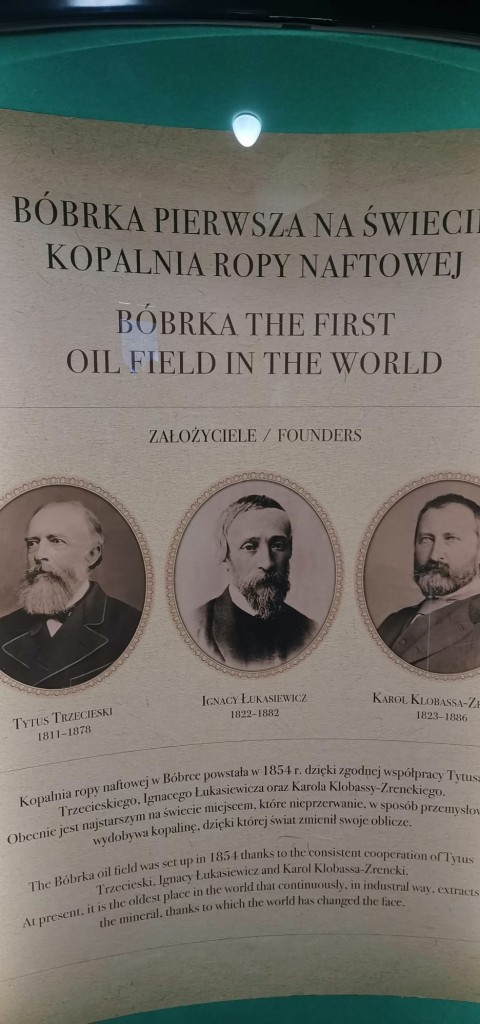 BÓBRKA PIERWSZA NA ŚWIECI
KOPALNIA ROPY NAFTOWEJ
BÓBRKA THE FIRST
OIL FIELD IN THE WORLD
ZAŁOŻYCIELE / FOUNDERS
Tytus Trzecieski
1811–1878
Ignacy Łukasiewicz
1822–1882
Karol Klobassa-Z
1823–1886
Kopalnia ropy naftowej w Bóbrce powstała w 1854 r. dzięki zgodnej współpracy Tytusa
Trzecieskiego, Ignacego Łukasiewicza oraz Karola Klobassy-Zrenckiego.
Obecnie jest najstarszym na świecie miejscem, które nieprzerwanie, w sposób przemysłow
wydobywa kopalinę, dzięki której świat zmienił swoje oblicze.
The Bóbrka oil field was set up in 1854 thanks to the consistent cooperation of Tytus
Trzecieski, Ignacy Łukasiewicz and Karol Klobassa-Zrencki.
At present, it is the oldest place in the world that continuously, in industral way, extracts
the mineral, thanks to which the world has changed the face.